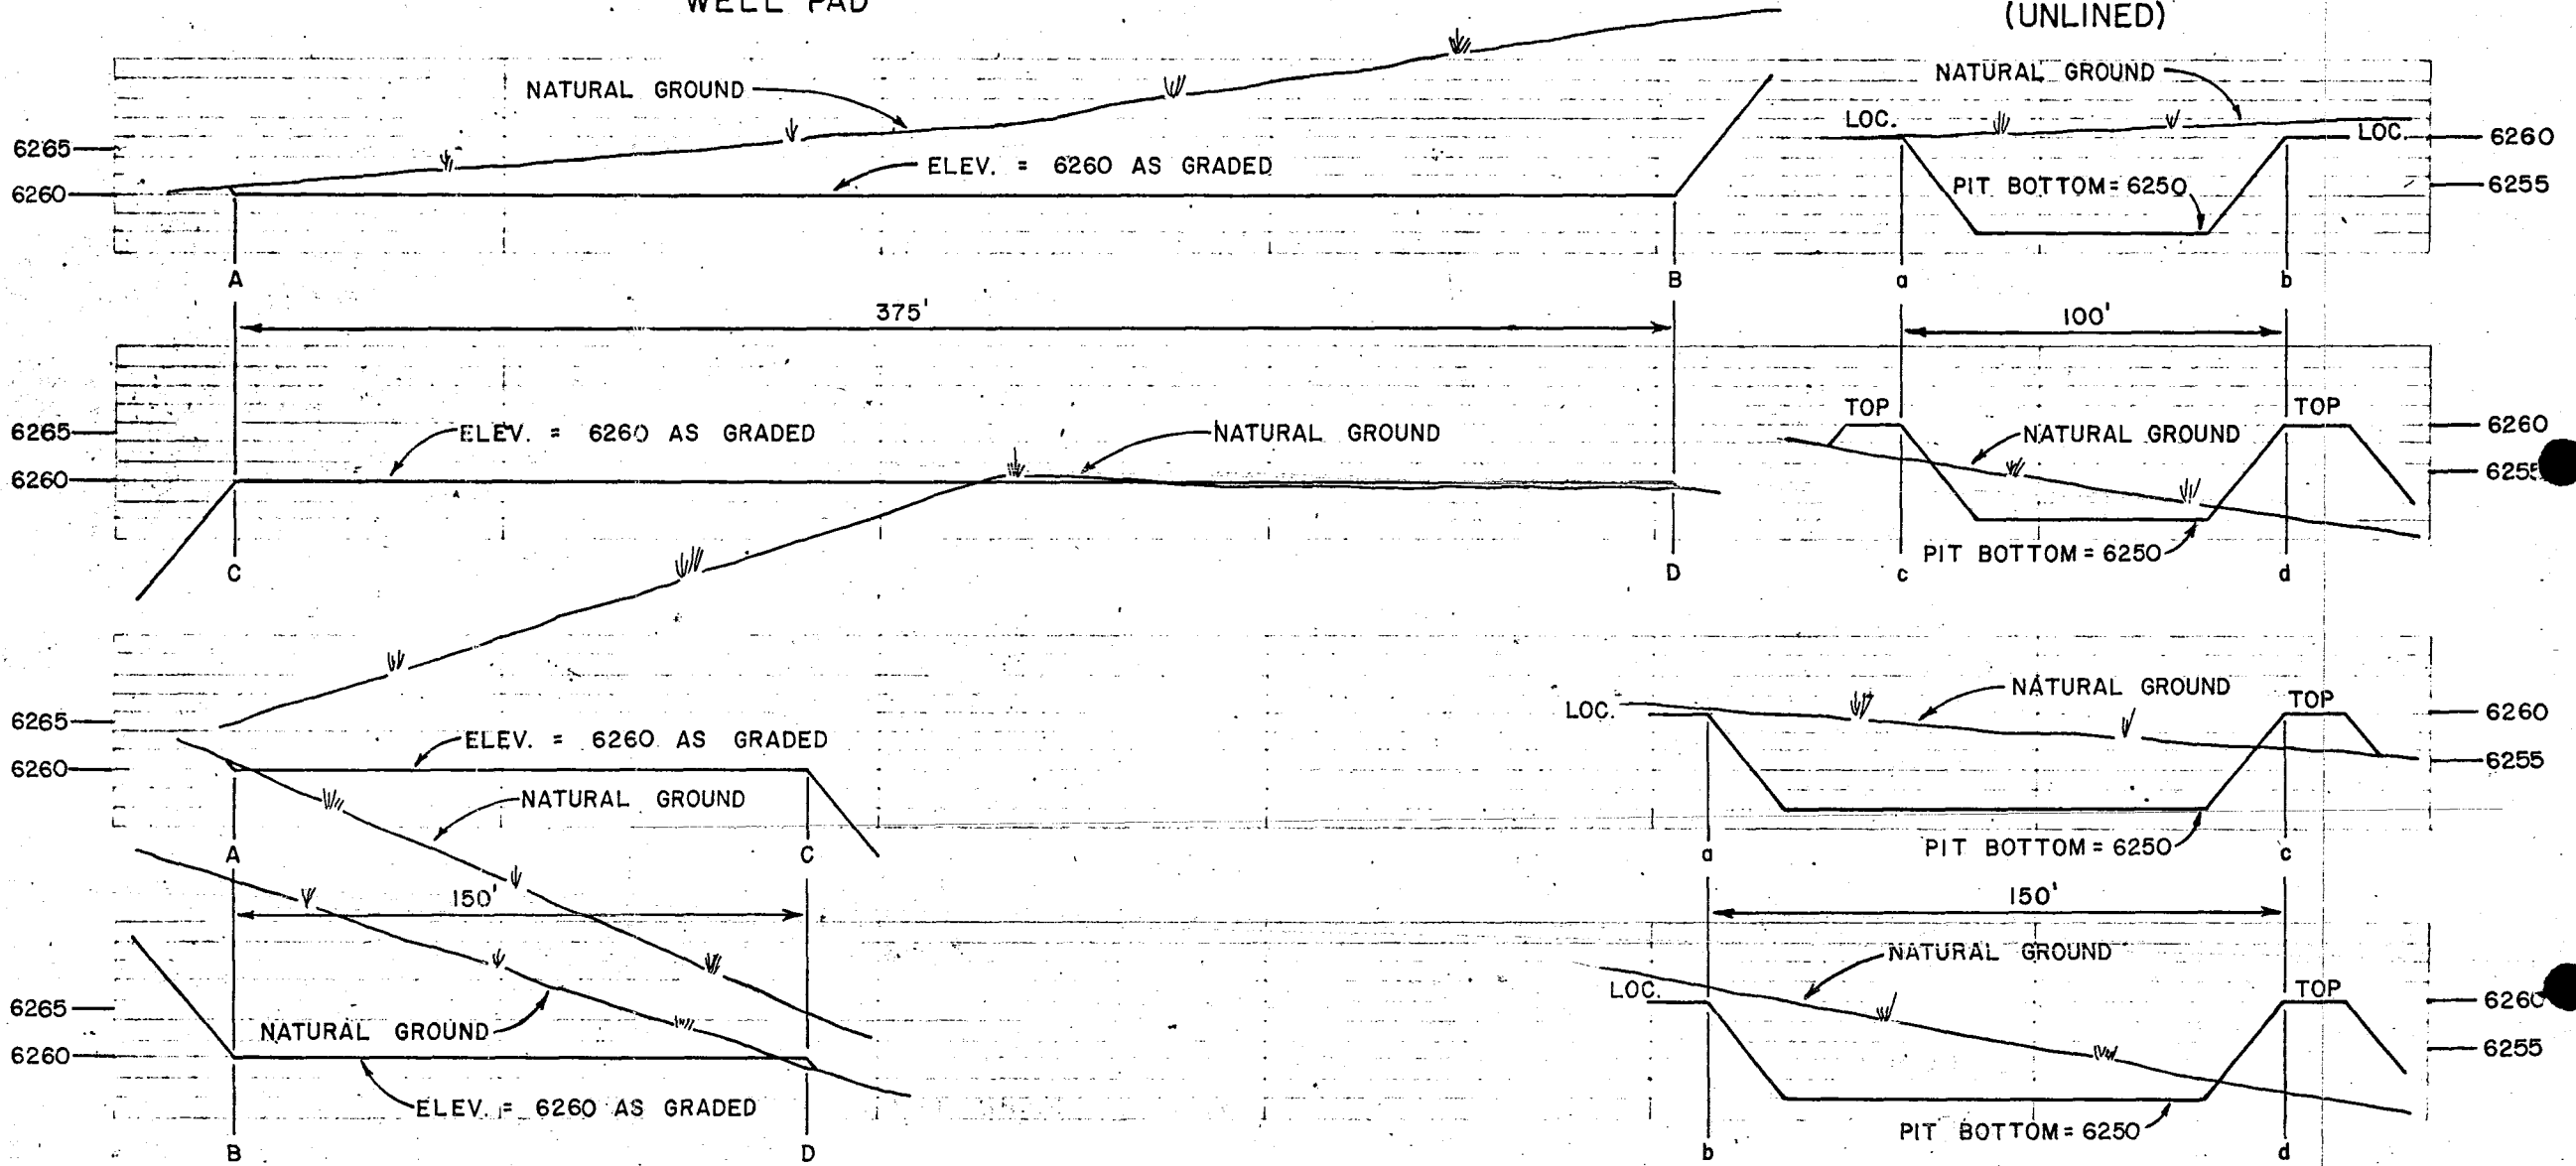 WELL PAD
(UNLINED)
NATURAL GROUND
NATURAL GROUND
LOC.
LOC.
6265
6260
ELEV. = 6260 AS GRADED
PIT BOTTOM = 6250
6255
6260
A
B
a
b
375'
100'
TOP
TOP
6265
ELEV. = 6260 AS GRADED
NATURAL GROUND
NATURAL GROUND
6260
6260
6255
PIT BOTTOM = 6250
C
D
c
d
LOC.
NATURAL GROUND
TOP
6265
6260
ELEV. = 6260 AS GRADED
6260
6255
NATURAL GROUND
PIT BOTTOM = 6250
A
C
a
c
150'
150'
NATURAL GROUND
LOC.
TOP
6265
6260
NATURAL GROUND
6260
6255
ELEV. = 6260 AS GRADED
PIT BOTTOM = 6250
B
D
b
d